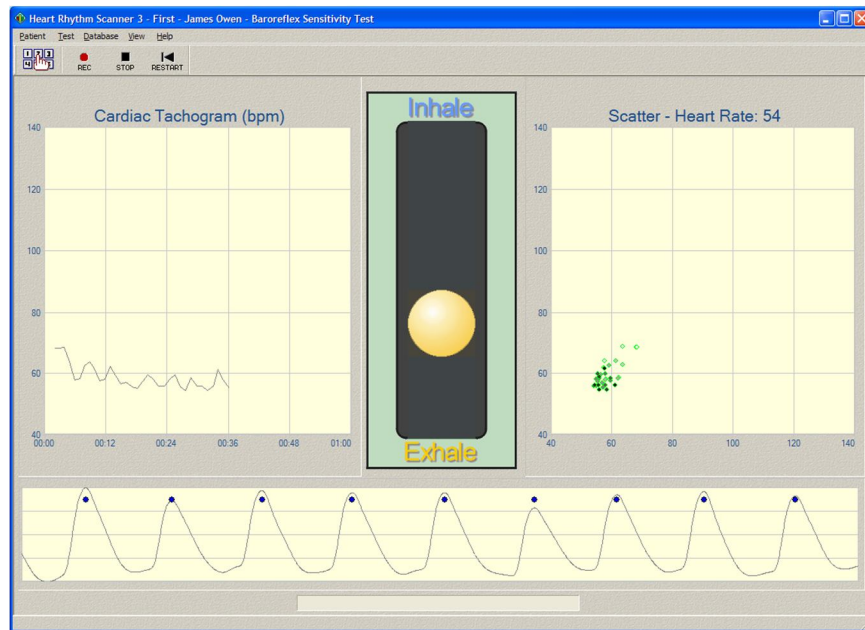 Heart Rhythm Scanner 3 - First - James Owen - Baroreflex Sensitivity Test
Patient Test Database View Help
REC STOP RESTART
Cardiac Tachogram (bpm)
140
120
100
80
60
40
00:00 00:12 00:24 00:36 00:48 01:00
Inhale
Exhale
Scatter - Heart Rate: 54
140
120
100
80
60
40
40 60 80 100 120 140